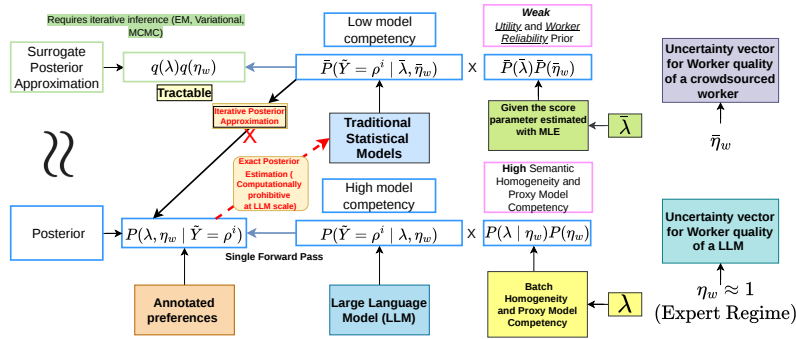 Requires iterative inference (EM, Variational,
MCMC)
Low model
competency
Weak
Utility and Worker
Reliability Prior
Surrogate
Posterior
Approximation
q(λ)q(η_w)
Tractable
P̄(Ỹ = ρ^i | λ̄, η̄_w)
X
P̄(λ̄)P̄(η̄_w)
Uncertainty vector
for Worker quality
of a crowdsourced
worker
Iterative Posterior
Approximation
X
Traditional
Statistical
Models
Given the score
parameter estimated
with MLE
λ̄
η̄_w
≈
Exact Posterior
Estimation (
Computationally
prohibitive
at LLM scale)
High model
competency
High Semantic
Homogeneity and
Proxy Model
Competency
Uncertainty vector
for Worker quality
of a LLM
Posterior
P(λ, η_w | Ỹ = ρ^i)
Single Forward Pass
P(Ỹ = ρ^i | λ, η_w)
X
P(λ | η_w)P(η_w)
Annotated
preferences
Large Language
Model (LLM)
Batch
Homogeneity
and Proxy Model
Competency
λ
η_w ≈ 1
(Expert Regime)